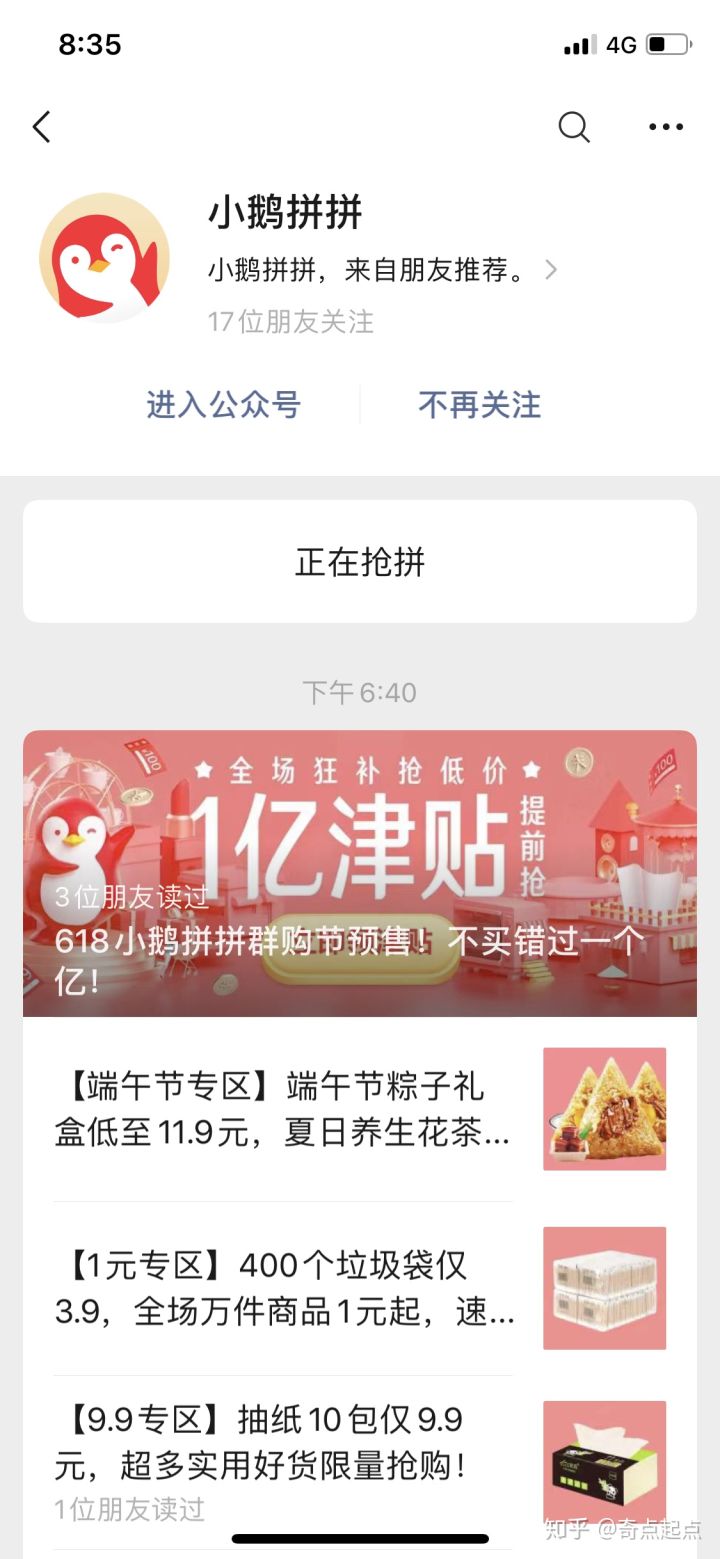 8:35
4G
小鹅拼拼
小鹅拼拼，来自朋友推荐。
17位朋友关注
进入公众号
不再关注
正在抢拼
下午6:40
全场狂补抢低价
1亿津贴
提前抢
3位朋友读过
618小鹅拼拼群购节预售 不买错过一个
亿！
【端午节专区】端午节粽子礼
盒低至11.9元，夏日养生花茶...
【1元专区】400个垃圾袋仅
3.9，全场万件商品1元起，速...
【9.9专区】抽纸10包仅9.9
元，超多实用好货限量抢购！
1位朋友读过
知乎 @奇点起点